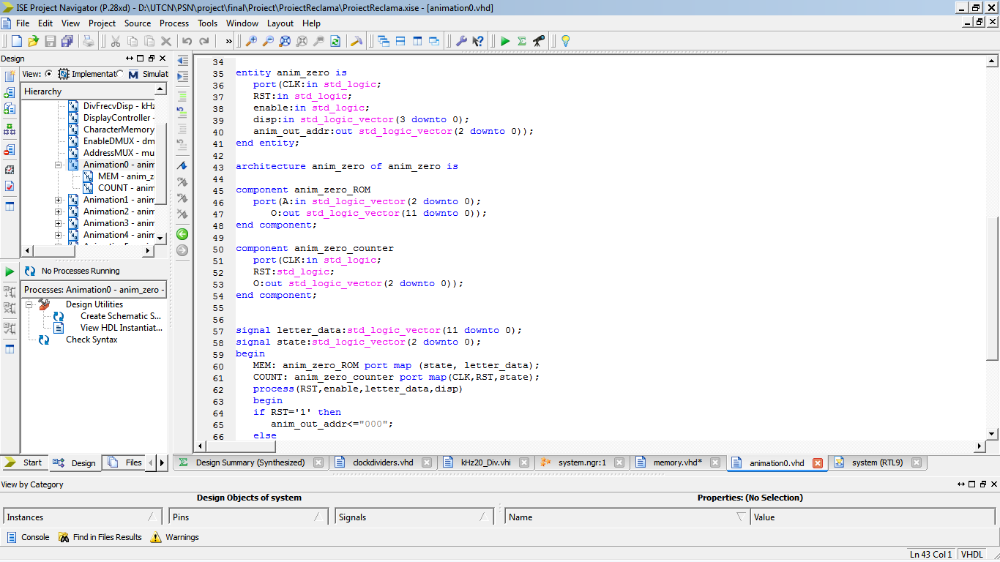 ISE Project Navigator (P.28xd) - D:\UTCN\PSN\project\final\Proiect\ProiectReclama\ProiectReclama.xise - [animation0.vhd]
File Edit View Project Source Process Tools Window Layout Help
Design
View: Implementat Simulat
Hierarchy
DivFrecvDisp - kHz
DisplayController -
CharacterMemory
EnableDMUX - dm
AddressMUX - mu
Animation0 - anim
MEM - anim_z
COUNT - anim
Animation1 - anim
Animation2 - anim
Animation3 - anim
Animation4 - anim
No Processes Running
Processes: Animation0 - anim_zero -
Design Utilities
Create Schematic S...
View HDL Instantiat...
Check Syntax
Start Design Files
34
35 entity anim_zero is
36 port(CLK:in std_logic;
37 RST:in std_logic;
38 enable:in std_logic;
39 disp:in std_logic_vector(3 downto 0);
40 anim_out_addr:out std_logic_vector(2 downto 0));
41 end entity;
42
43 architecture anim_zero of anim_zero is
44
45 component anim_zero_ROM
46 port(A:in std_logic_vector(2 downto 0);
47 O:out std_logic_vector(11 downto 0));
48 end component;
49
50 component anim_zero_counter
51 port(CLK:in std_logic;
52 RST:std_logic;
53 O:out std_logic_vector(2 downto 0));
54 end component;
55
56
57 signal letter_data:std_logic_vector(11 downto 0);
58 signal state:std_logic_vector(2 downto 0);
59 begin
60 MEM: anim_zero_ROM port map (state, letter_data);
61 COUNT: anim_zero_counter port map(CLK,RST,state);
62 process(RST,enable,letter_data,disp)
63 begin
64 if RST='1' then
65 anim_out_addr<="000";
66 else
Design Summary (Synthesized) clockdividers.vhd kHz20_Div.vhi system.ngr:1 memory.vhd* animation0.vhd system (RTL9)
View by Category
Design Objects of system Properties: (No Selection)
Instances Pins Signals Name Value
Console Find in Files Results Warnings
Ln 43 Col 1 VHDL